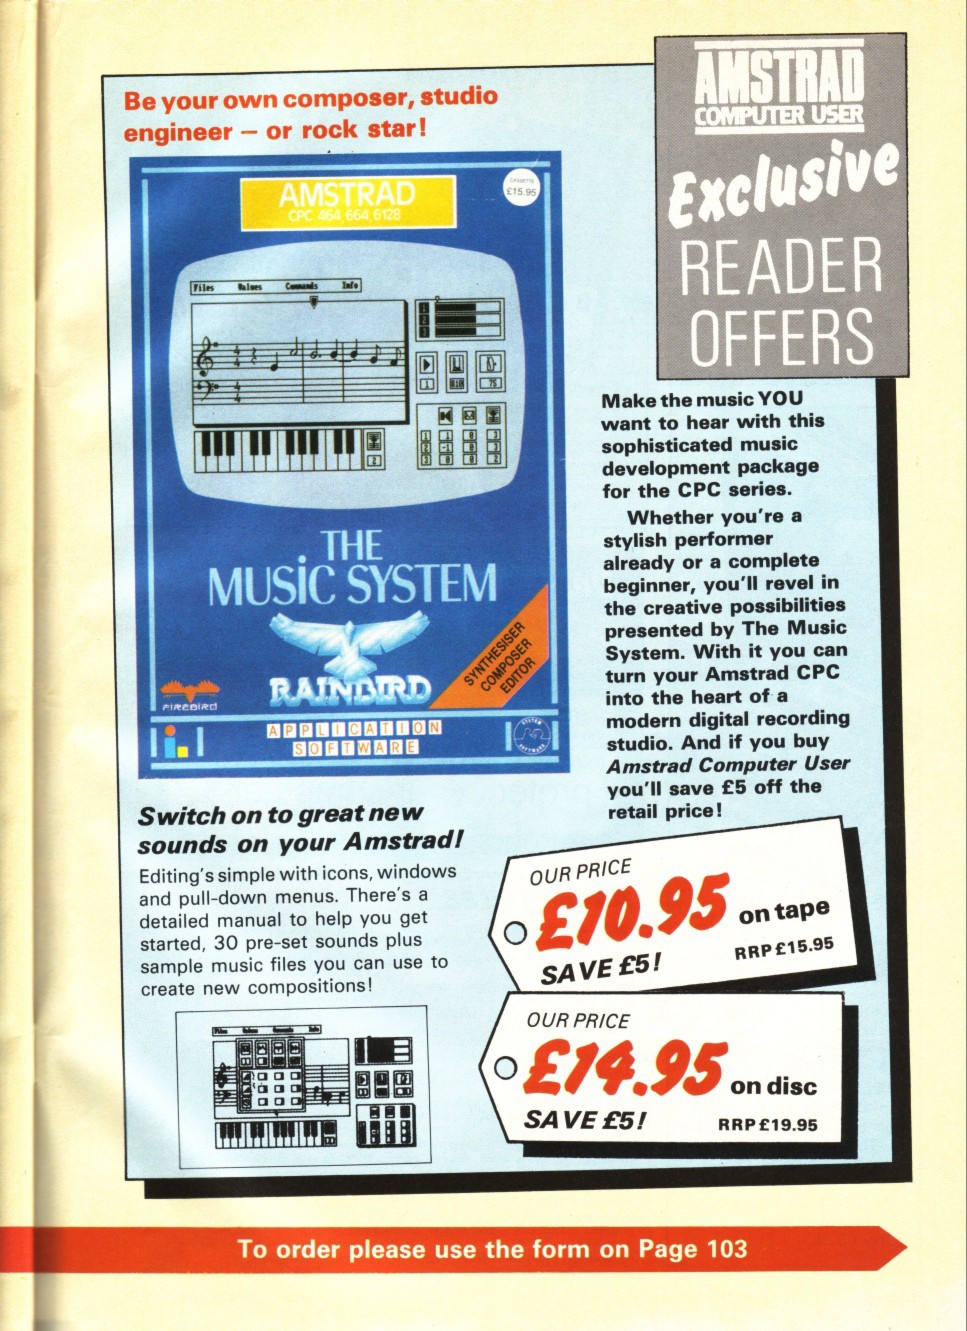 Be your own composer, studio
engineer – or rock star!
AMSTRAD
COMPUTER USER
Exclusive
READER
OFFERS
AMSTRAD
CPC 464, 664, 6128
CASSETTE
£15.95
Files Values Commands Info
THE
MUSiC SYSTEM
RAINBIRD
FIREBIRD
SYNTHESISER
COMPOSER
EDITOR
APPLICATION
SOFTWARE
Make the music YOU
want to hear with this
sophisticated music
development package
for the CPC series.
Whether you're a
stylish performer
already or a complete
beginner, you'll revel in
the creative possibilities
presented by The Music
System. With it you can
turn your Amstrad CPC
into the heart of a
modern digital recording
studio. And if you buy
Amstrad Computer User
you'll save £5 off the
retail price!
Switch on to great new
sounds on your Amstrad!
Editing's simple with icons, windows
and pull-down menus. There's a
detailed manual to help you get
started, 30 pre-set sounds plus
sample music files you can use to
create new compositions!
Files Values Commands Info
OUR PRICE
£10.95 on tape
SAVE £5! RRP £15.95
OUR PRICE
£14.95 on disc
SAVE £5! RRP £19.95
To order please use the form on Page 103